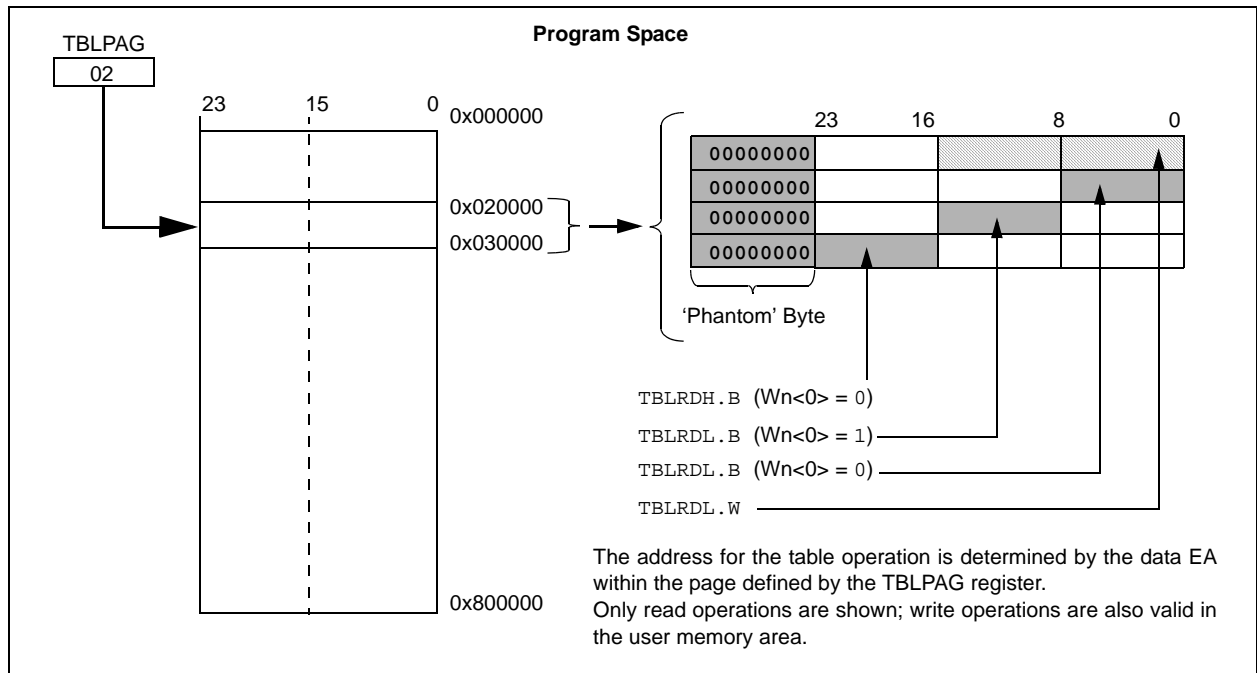 Program Space
TBLPAG
02
23 15 0
0x000000
0x020000
0x030000
0x800000
23 16 8 0
00000000
00000000
00000000
00000000
‘Phantom’ Byte
TBLRDH.B (Wn<0> = 0)
TBLRDL.B (Wn<0> = 1)
TBLRDL.B (Wn<0> = 0)
TBLRDL.W
The address for the table operation is determined by the data EA
within the page defined by the TBLPAG register.
Only read operations are shown; write operations are also valid in
the user memory area.